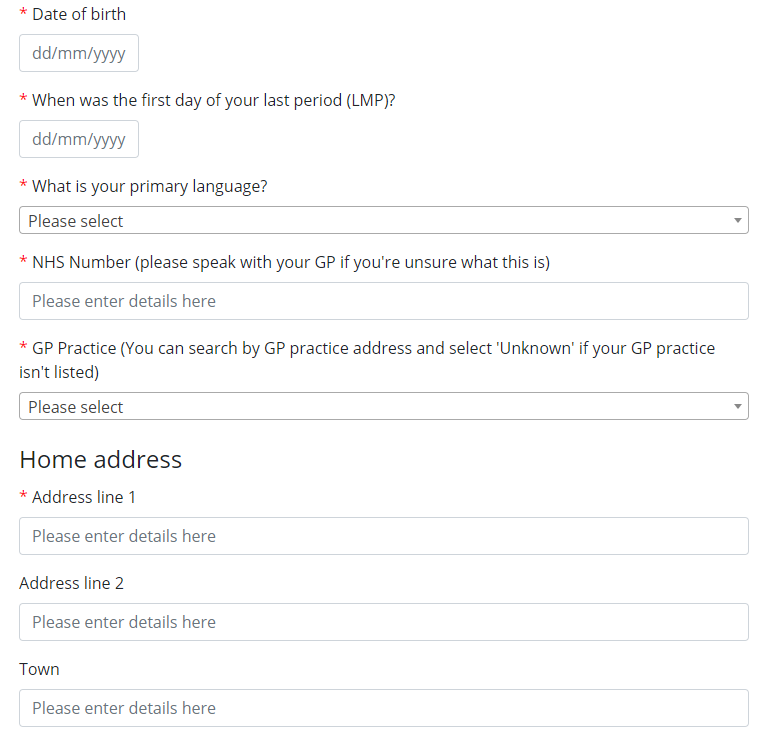 * Date of birth
dd/mm/yyyy
* When was the first day of your last period (LMP)?
dd/mm/yyyy
* What is your primary language?
Please select
* NHS Number (please speak with your GP if you're unsure what this is)
Please enter details here
* GP Practice (You can search by GP practice address and select 'Unknown' if your GP practice
isn't listed)
Please select
Home address
* Address line 1
Please enter details here
Address line 2
Please enter details here
Town
Please enter details here